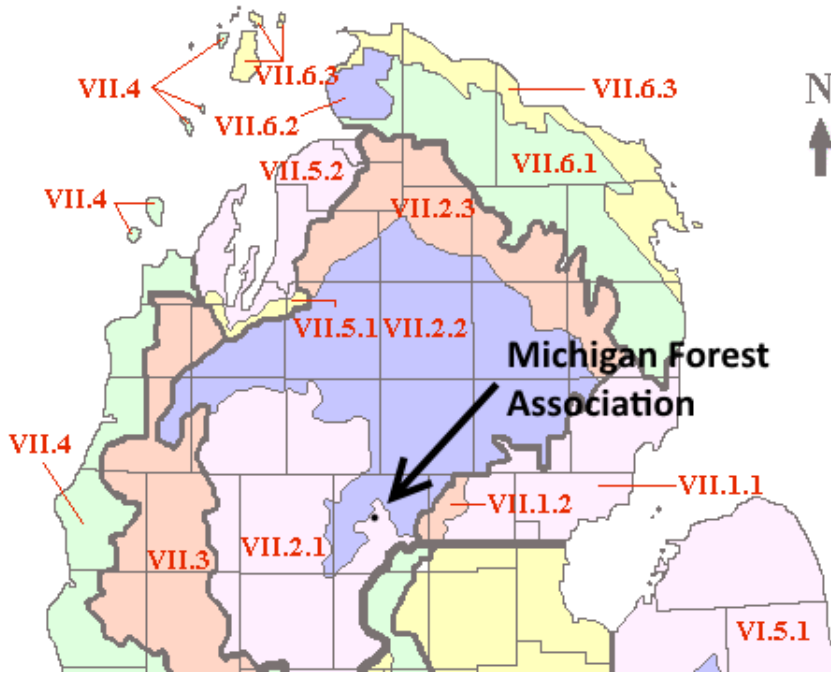 VII.6.3
VII.4
VII.6.3
VII.6.2
N
VII.5.2
VII.6.1
VII.4
VII.2.3
VII.5.1
VII.2.2
Michigan Forest
Association
VII.4
VII.1.2
VII.1.1
VII.3
VII.2.1
VI.5.1